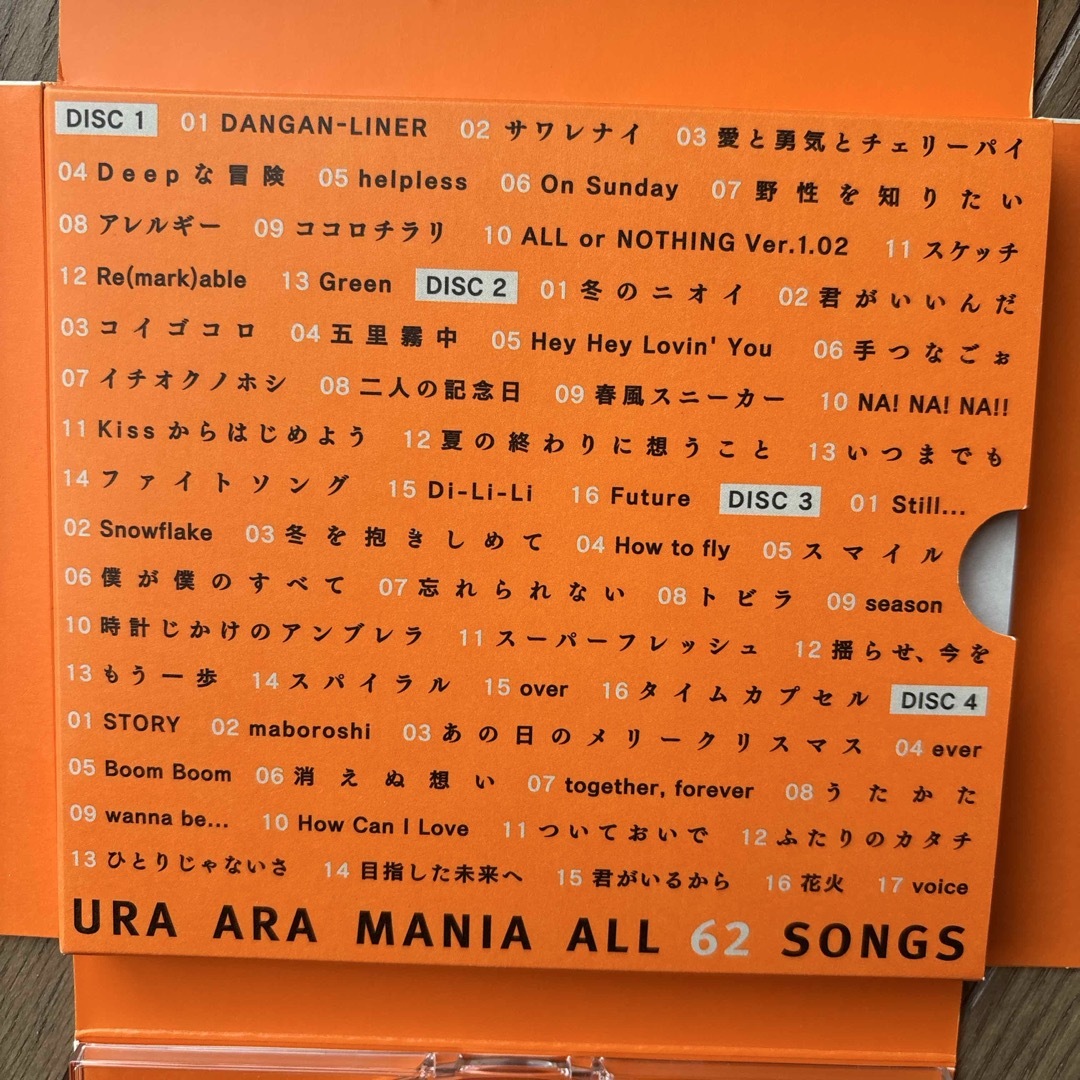 DISC 1 01 DANGAN-LINER 02 サワレナイ 03 愛と勇気とチェリーパイ
04 Deepな冒険 05 helpless 06 On Sunday 07 野性を知りたい
08 アレルギー 09 ココロチラリ 10 ALL or NOTHING Ver.1.02 11 スケッチ
12 Re(mark)able 13 Green DISC 2 01 冬のニオイ 02 君がいいんだ
03 コイゴコロ 04 五里霧中 05 Hey Hey Lovin' You 06 手つなごぉ
07 イチオクノホシ 08 二人の記念日 09 春風スニーカー 10 NA! NA! NA!!
11 Kissからはじめよう 12 夏の終わりに想うこと 13 いつまでも
14 ファイトソング 15 Di-Li-Li 16 Future DISC 3 01 Still...
02 Snowflake 03 冬を抱きしめて 04 How to fly 05 スマイル
06 僕が僕のすべて 07 忘れられない 08 トビラ 09 season
10 時計じかけのアンブレラ 11 スーパーフレッシュ 12 揺らせ、今を
13 もう一歩 14 スパイラル 15 over 16 タイムカプセル DISC 4
01 STORY 02 maboroshi 03 あの日のメリークリスマス 04 ever
05 Boom Boom 06 消えぬ想い 07 together, forever 08 うたかた
09 wanna be... 10 How Can I Love 11 ついておいで 12 ふたりのカタチ
13 ひとりじゃないさ 14 目指した未来へ 15 君がいるから 16 花火 17 voice
URA ARA MANIA ALL 62 SONGS